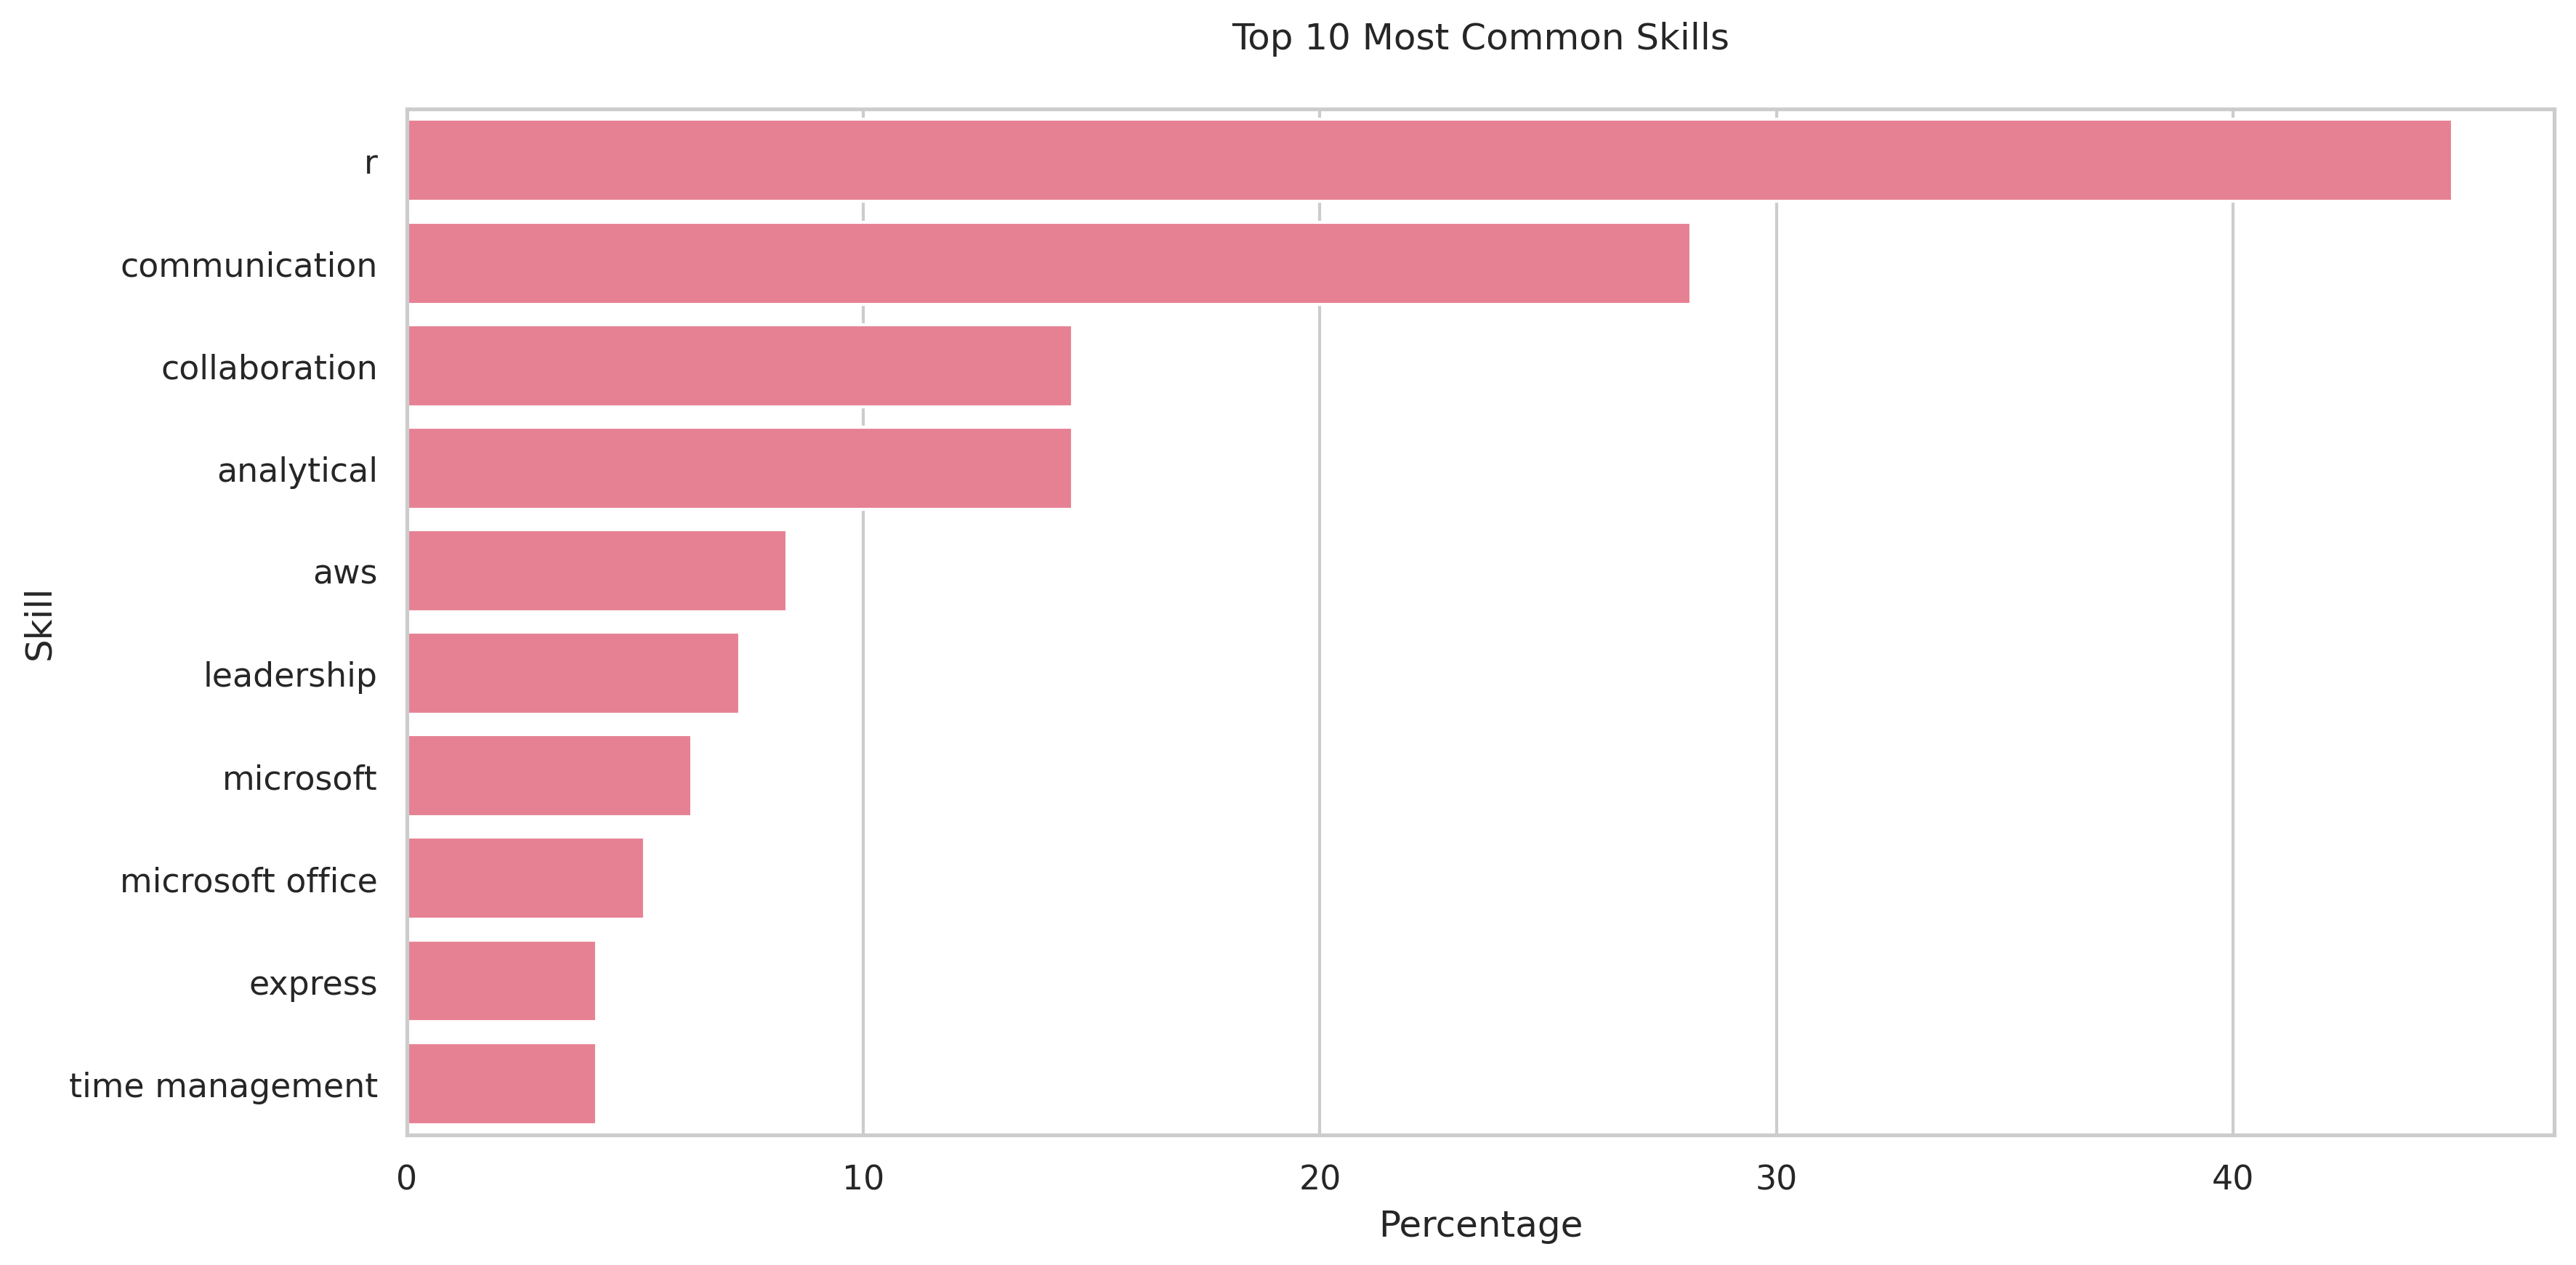 Top 10 Most Common Skills
Skill
r
communication
collaboration
analytical
aws
leadership
microsoft
microsoft office
express
time management
0 10 20 30 40
Percentage